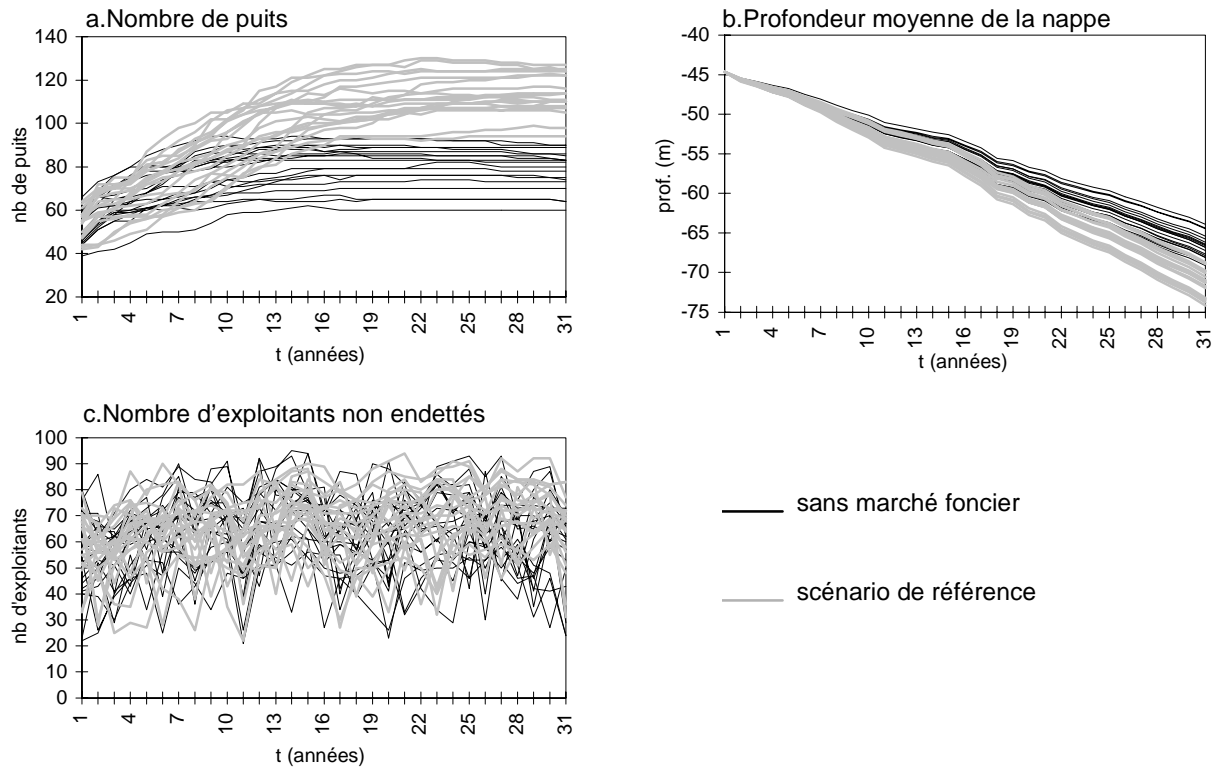 a.Nombre de puits
140
120
100
80
60
40
20
nb de puits
1 4 7 10 13 16 19 22 25 28 31
t (années)
b.Profondeur moyenne de la nappe
-40
-45
-50
-55
-60
-65
-70
-75
prof. (m)
1 4 7 10 13 16 19 22 25 28 31
t (années)
c.Nombre d'exploitants non endettés
100
90
80
70
60
50
40
30
20
10
0
nb d'exploitants
1 4 7 10 13 16 19 22 25 28 31
t (années)
sans marché foncier
scénario de référence